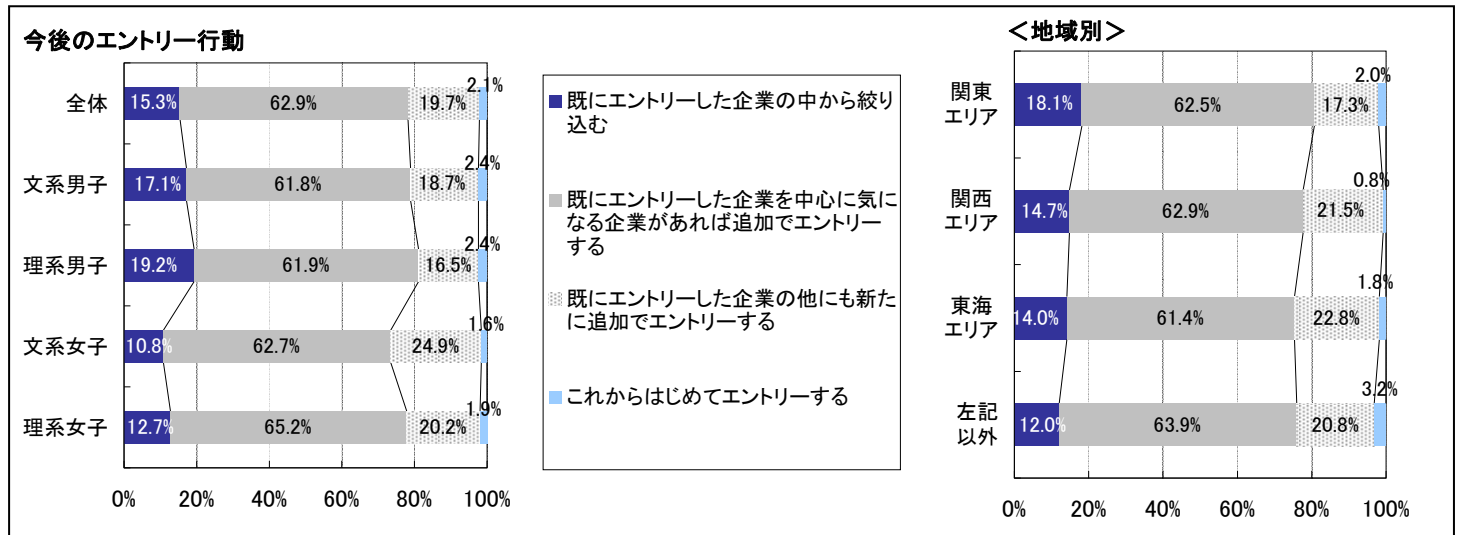 今後のエントリー行動
全体
15.3%
62.9%
19.7%
2.1%
文系男子
17.1%
61.8%
18.7%
2.4%
理系男子
19.2%
61.9%
16.5%
2.4%
文系女子
10.8%
62.7%
24.9%
1.6%
理系女子
12.7%
65.2%
20.2%
1.9%
0% 20% 40% 60% 80% 100%
既にエントリーした企業の中から絞り
込む
既にエントリーした企業を中心に気に
なる企業があれば追加でエントリー
する
既にエントリーした企業の他にも新た
に追加でエントリーする
これからはじめてエントリーする
＜地域別＞
関東
エリア
18.1%
62.5%
17.3%
2.0%
関西
エリア
14.7%
62.9%
21.5%
0.8%
東海
エリア
14.0%
61.4%
22.8%
1.8%
左記
以外
12.0%
63.9%
20.8%
3.2%
0% 20% 40% 60% 80% 100%